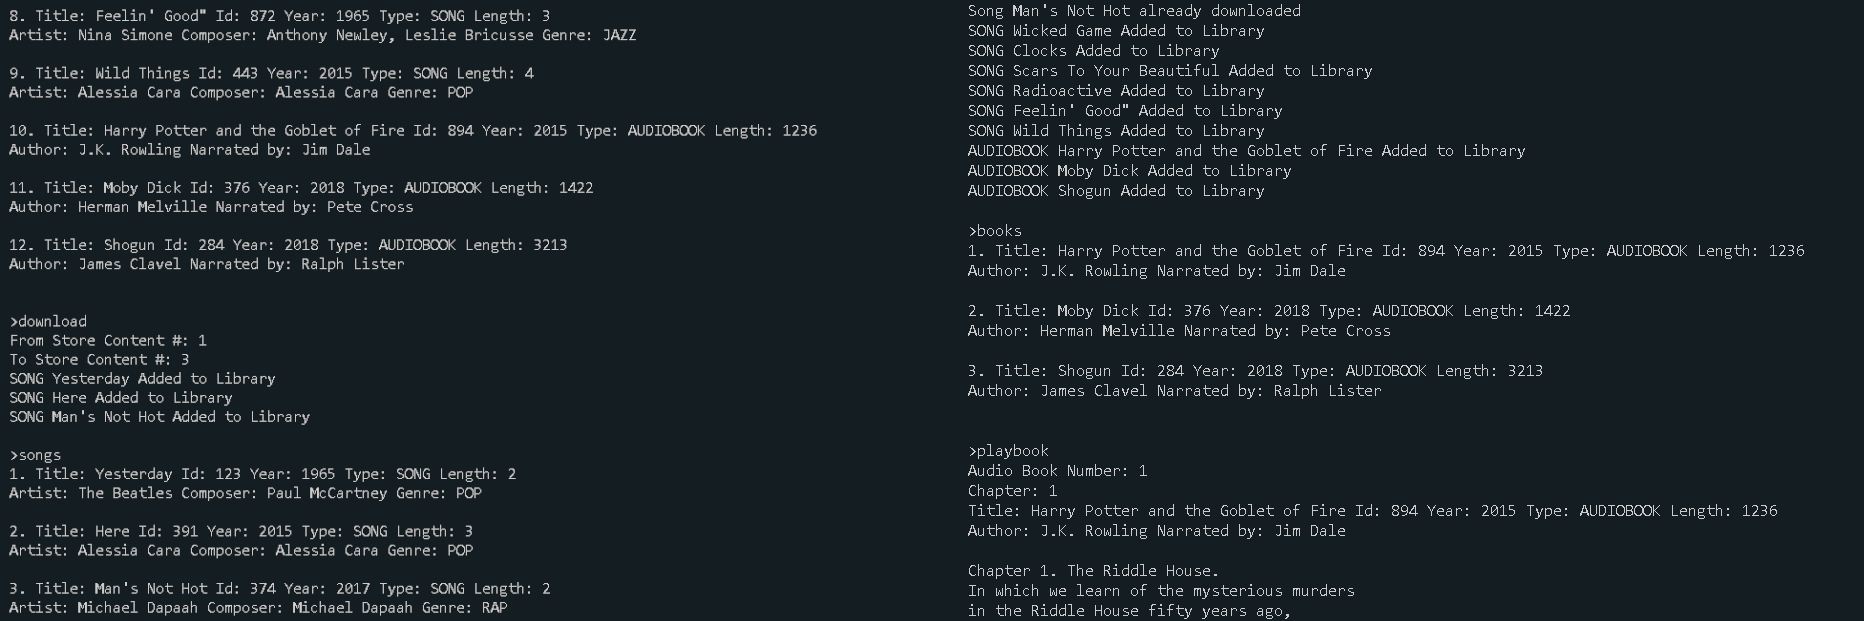 8. Title: Feelin' Good" Id: 872 Year: 1965 Type: SONG Length: 3
Artist: Nina Simone Composer: Anthony Newley, Leslie Bricusse Genre: JAZZ
9. Title: Wild Things Id: 443 Year: 2015 Type: SONG Length: 4
Artist: Alessia Cara Composer: Alessia Cara Genre: POP
10. Title: Harry Potter and the Goblet of Fire Id: 894 Year: 2015 Type: AUDIOBOOK Length: 1236
Author: J.K. Rowling Narrated by: Jim Dale
11. Title: Moby Dick Id: 376 Year: 2018 Type: AUDIOBOOK Length: 1422
Author: Herman Melville Narrated by: Pete Cross
12. Title: Shogun Id: 284 Year: 2018 Type: AUDIOBOOK Length: 3213
Author: James Clavel Narrated by: Ralph Lister
>download
From Store Content #: 1
To Store Content #: 3
SONG Yesterday Added to Library
SONG Here Added to Library
SONG Man's Not Hot Added to Library
>songs
1. Title: Yesterday Id: 123 Year: 1965 Type: SONG Length: 2
Artist: The Beatles Composer: Paul McCartney Genre: POP
2. Title: Here Id: 391 Year: 2015 Type: SONG Length: 3
Artist: Alessia Cara Composer: Alessia Cara Genre: POP
3. Title: Man's Not Hot Id: 374 Year: 2017 Type: SONG Length: 2
Artist: Michael Dapaah Composer: Michael Dapaah Genre: RAP
Song Man's Not Hot already downloaded
SONG Wicked Game Added to Library
SONG Clocks Added to Library
SONG Scars To Your Beautiful Added to Library
SONG Radioactive Added to Library
SONG Feelin' Good" Added to Library
SONG Wild Things Added to Library
AUDIOBOOK Harry Potter and the Goblet of Fire Added to Library
AUDIOBOOK Moby Dick Added to Library
AUDIOBOOK Shogun Added to Library
>books
1. Title: Harry Potter and the Goblet of Fire Id: 894 Year: 2015 Type: AUDIOBOOK Length: 1236
Author: J.K. Rowling Narrated by: Jim Dale
2. Title: Moby Dick Id: 376 Year: 2018 Type: AUDIOBOOK Length: 1422
Author: Herman Melville Narrated by: Pete Cross
3. Title: Shogun Id: 284 Year: 2018 Type: AUDIOBOOK Length: 3213
Author: James Clavel Narrated by: Ralph Lister
>playbook
Audio Book Number: 1
Chapter: 1
Title: Harry Potter and the Goblet of Fire Id: 894 Year: 2015 Type: AUDIOBOOK Length: 1236
Author: J.K. Rowling Narrated by: Jim Dale
Chapter 1. The Riddle House.
In which we learn of the mysterious murders
in the Riddle House fifty years ago,